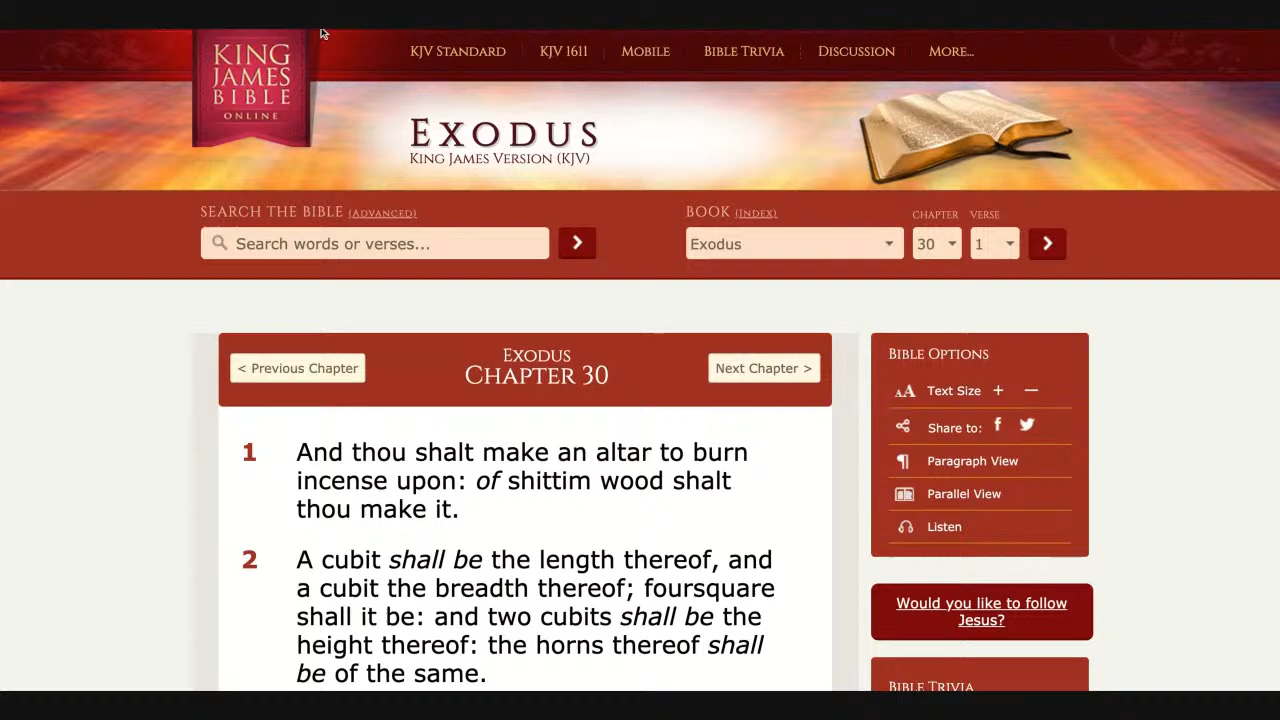 KING
JAMES
BIBLE
ONLINE
KJV STANDARD
KJV 1611
MOBILE
BIBLE TRIVIA
DISCUSSION
MORE...
EXODUS
KING JAMES VERSION (KJV)
SEARCH THE BIBLE (ADVANCED)
Search words or verses...
BOOK (INDEX)
CHAPTER
VERSE
Exodus
30
1
< Previous Chapter
EXODUS
CHAPTER 30
Next Chapter >
1 And thou shalt make an altar to burn
incense upon: of shittim wood shalt
thou make it.
2 A cubit shall be the length thereof, and
a cubit the breadth thereof; foursquare
shall it be: and two cubits shall be the
height thereof: the horns thereof shall
be of the same.
BIBLE OPTIONS
AA Text Size + —
Share to: f
Paragraph View
Parallel View
Listen
Would you like to follow
Jesus?
BIBLE TRIVIA